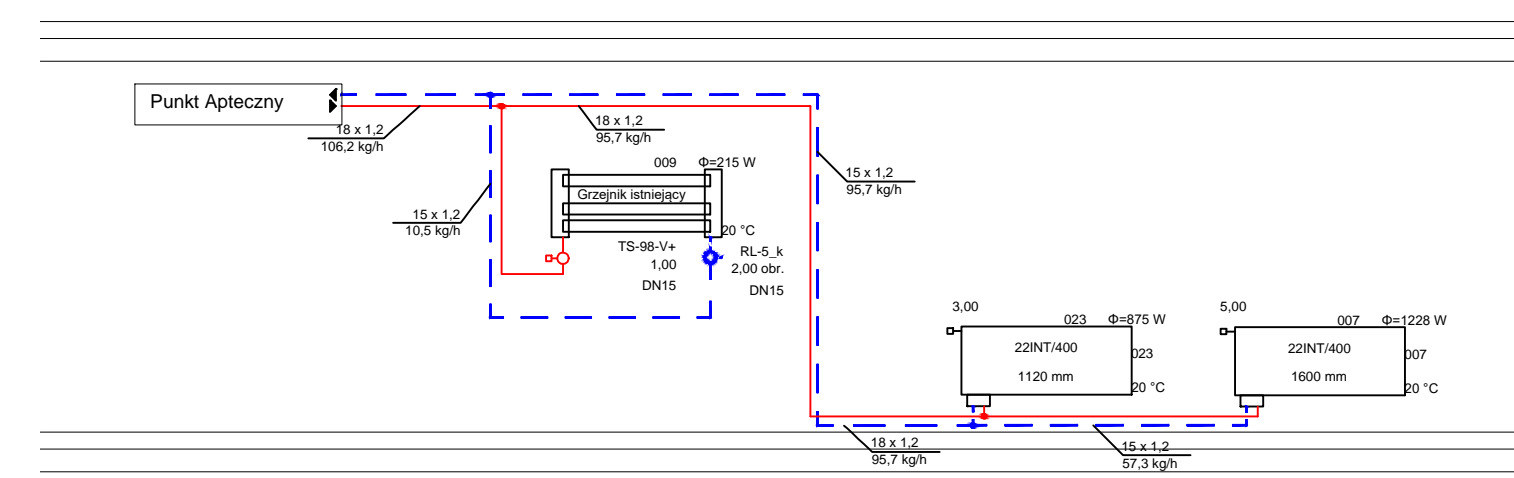 Punkt Apteczny
18 x 1,2
106,2 kg/h
18 x 1,2
95,7 kg/h
009 Φ=215 W
Grzejnik istniejący
20 °C
15 x 1,2
95,7 kg/h
15 x 1,2
10,5 kg/h
TS-98-V+
1,00
DN15
RL-5_k
2,00 obr.
DN15
3,00
023 Φ=875 W
22INT/400
023
1120 mm
20 °C
5,00
007 Φ=1228 W
22INT/400
007
1600 mm
20 °C
18 x 1,2
95,7 kg/h
15 x 1,2
57,3 kg/h